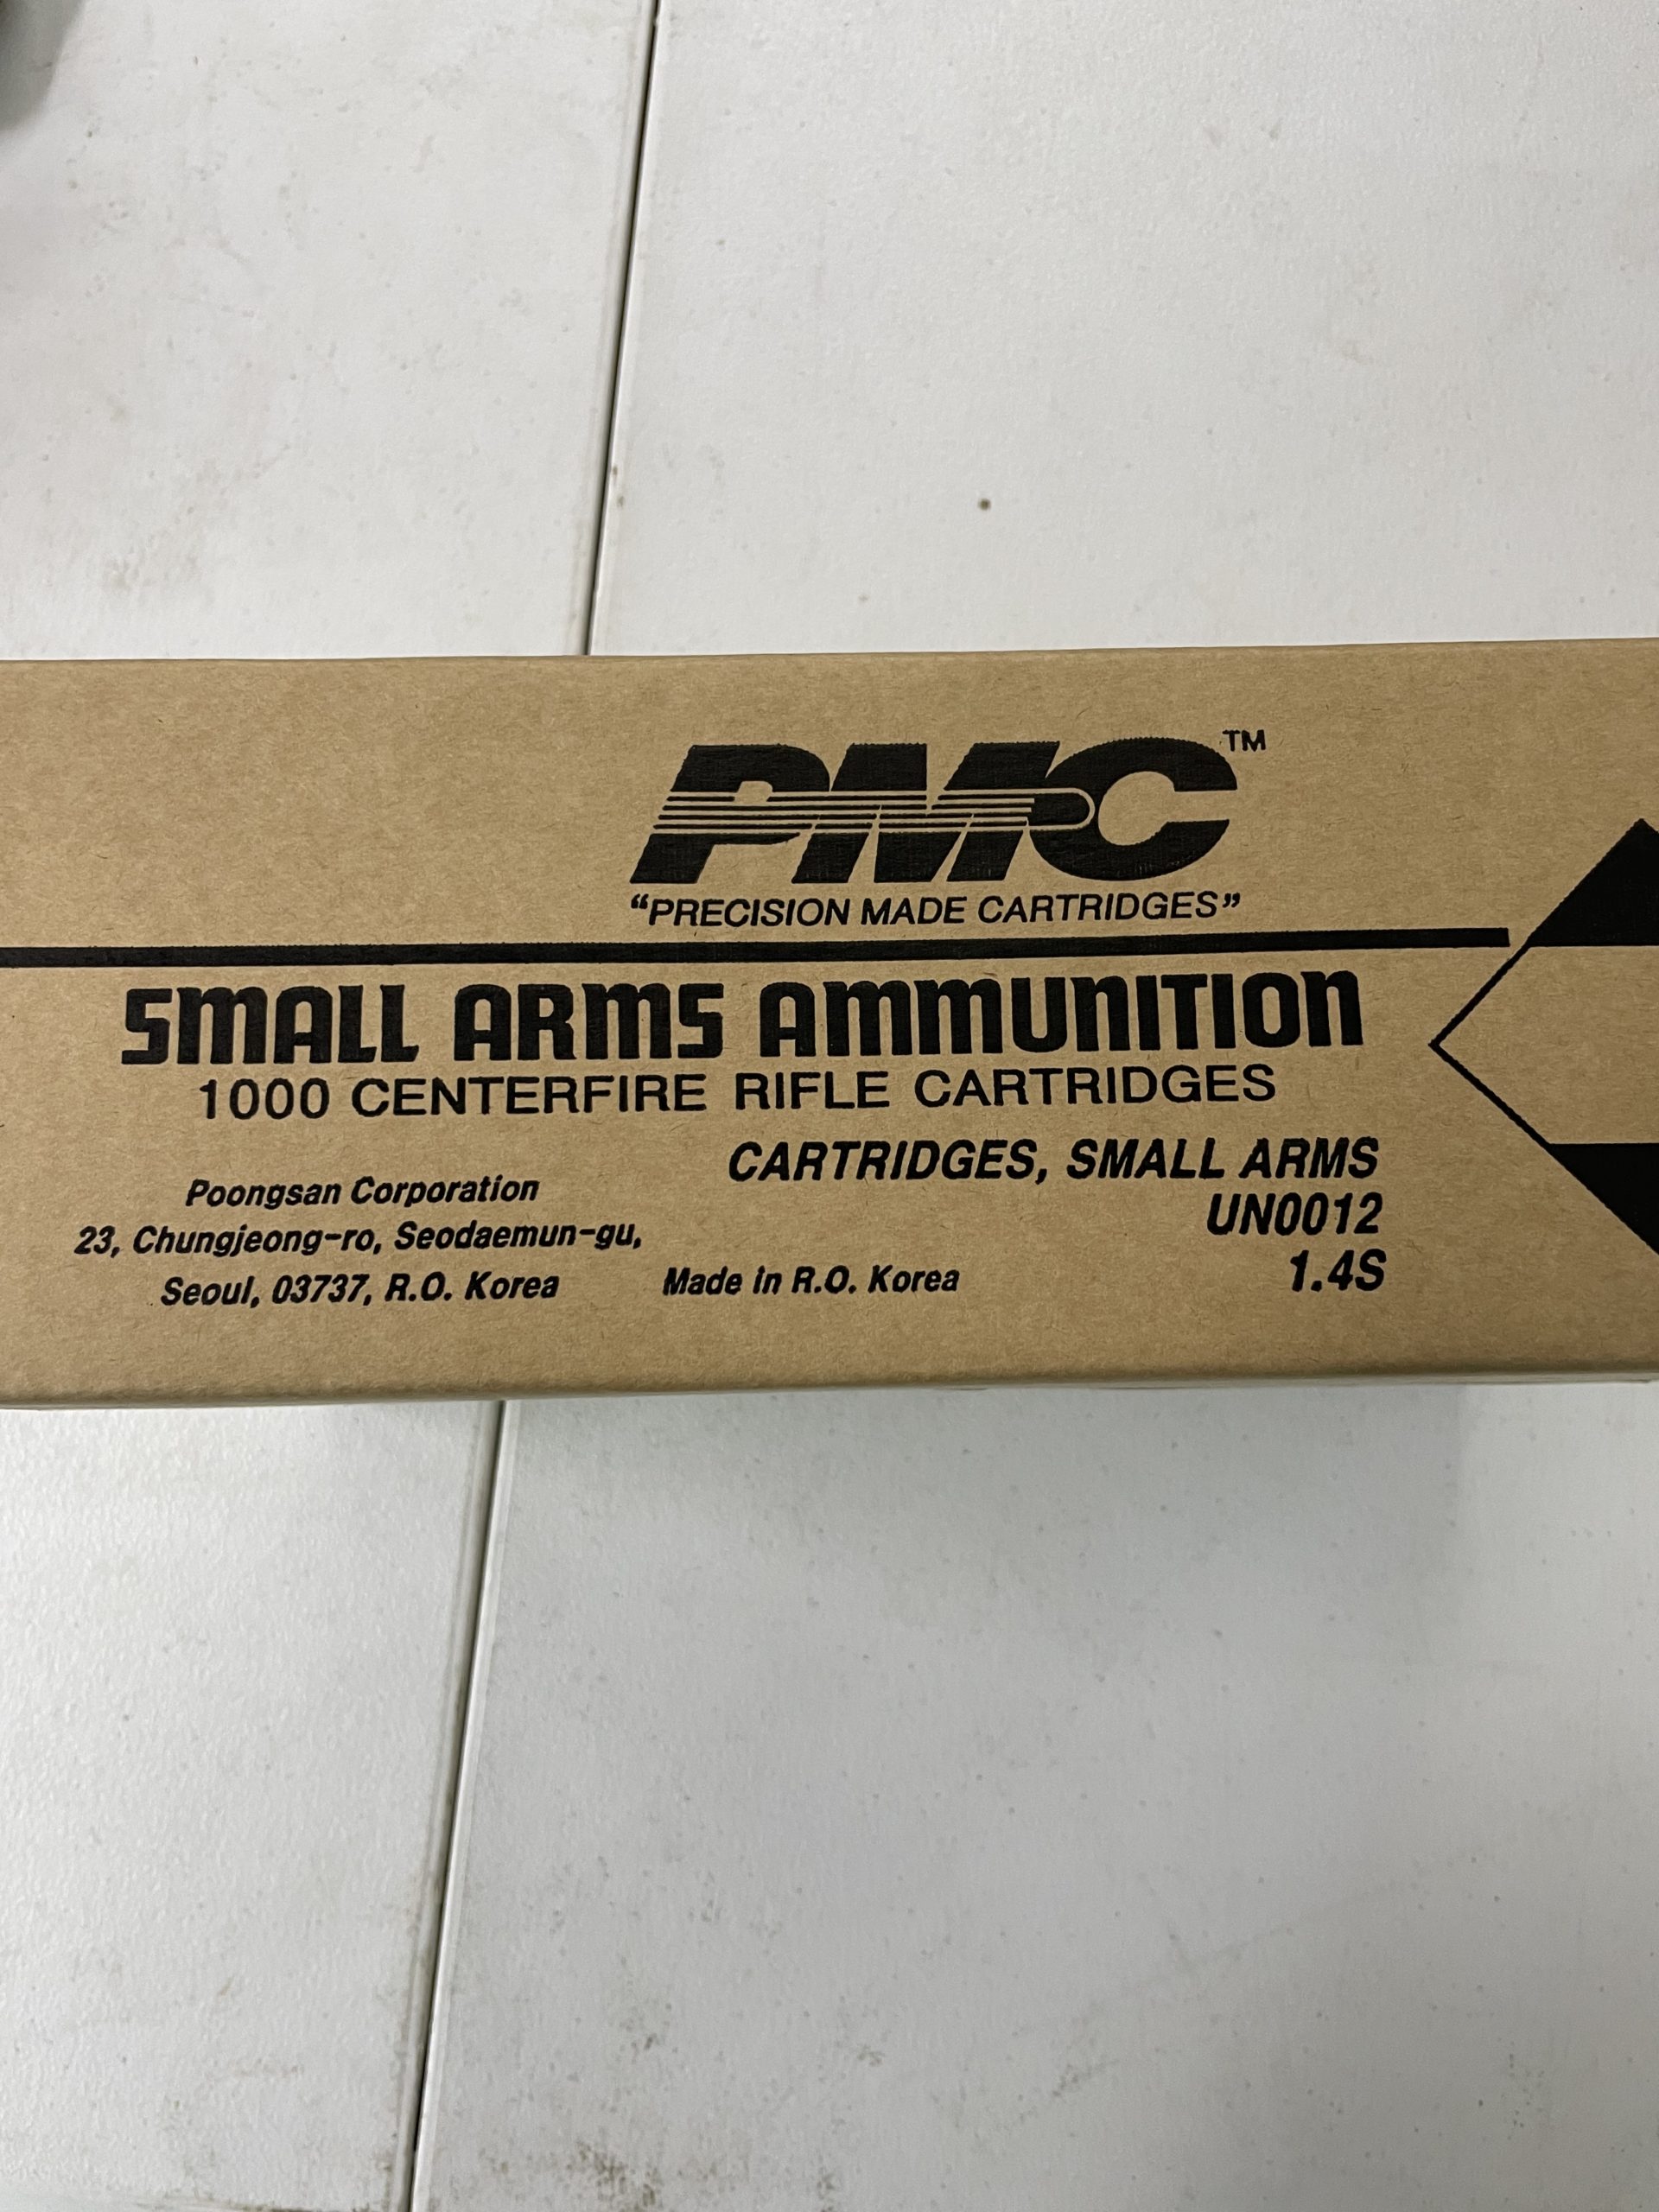 PMC™
“PRECISION MADE CARTRIDGES”
SMALL ARMS AMMUNITION
1000 CENTERFIRE RIFLE CARTRIDGES
Poongsan Corporation
23, Chungjeong-ro, Seodaemun-gu,
Seoul, 03737, R.O. Korea
Made in R.O. Korea
CARTRIDGES, SMALL ARMS
UN0012
1.4S